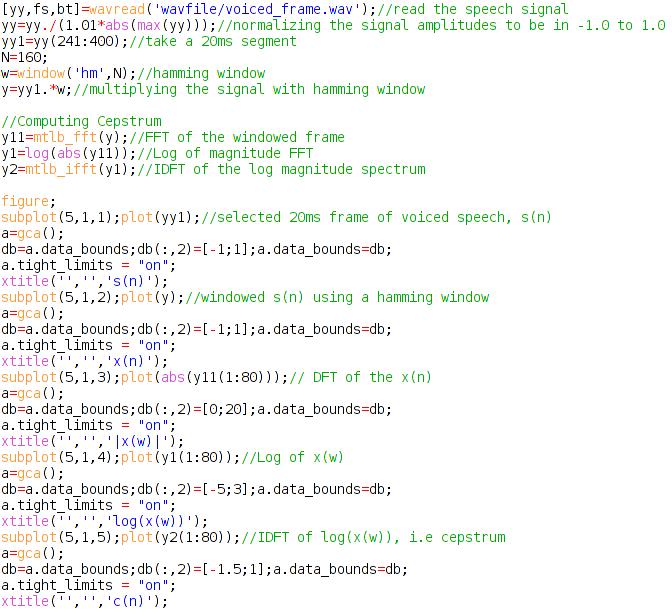 [yy,fs,bt]=wavread('wavfile/voiced_frame.wav');//read the speech signal
yy=yy./(1.01*abs(max(yy)));//normalizing the signal amplitudes to be in -1.0 to 1.0
yy1=yy(241:400);//take a 20ms segment
N=160;
w=window('hm',N);//hamming window
y=yy1.*w;//multiplying the signal with hamming window
//Computing Cepstrum
y11=mtlb_fft(y);//FFT of the windowed frame
y1=log(abs(y11));//Log of magnitude FFT
y2=mtlb_ifft(y1);//IDFT of the log magnitude spectrum
figure;
subplot(5,1,1);plot(yy1);//selected 20ms frame of voiced speech, s(n)
a=gca();
db=a.data_bounds;db(:,2)=[-1;1];a.data_bounds=db;
a.tight_limits = "on";
xtitle('','','s(n)');
subplot(5,1,2);plot(y);//windowed s(n) using a hamming window
a=gca();
db=a.data_bounds;db(:,2)=[-1;1];a.data_bounds=db;
a.tight_limits = "on";
xtitle('','','x(n)');
subplot(5,1,3);plot(abs(y11(1:80)));// DFT of the x(n)
a=gca();
db=a.data_bounds;db(:,2)=[0;20];a.data_bounds=db;
a.tight_limits = "on";
xtitle('','','|x(w)|');
subplot(5,1,4);plot(y1(1:80));//Log of x(w)
a=gca();
db=a.data_bounds;db(:,2)=[-5;3];a.data_bounds=db;
a.tight_limits = "on";
xtitle('','','log(x(w))');
subplot(5,1,5);plot(y2(1:80));//IDFT of log(x(w)), i.e cepstrum
a=gca();
db=a.data_bounds;db(:,2)=[-1.5;1];a.data_bounds=db;
a.tight_limits = "on";
xtitle('','','c(n)');